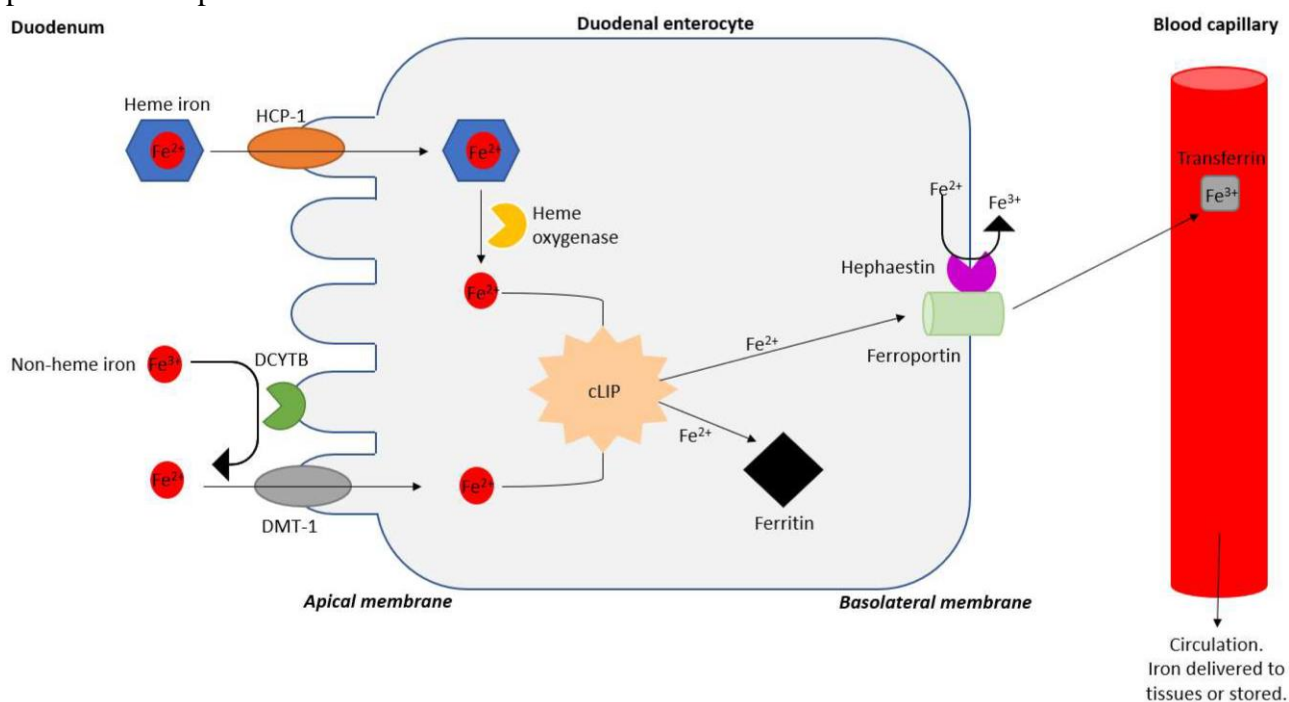 Duodenum
Duodenal enterocyte
Blood capillary
Heme iron
HCP-1
Fe2+
Fe2+
Heme
oxygenase
Fe2+
Transferrin
Fe3+
Fe2+
Fe3+
Hephaestin
Ferroportin
Non-heme iron
Fe3+
DCYTB
Fe2+
cLIP
Fe2+
Fe2+
DMT-1
Fe2+
Ferritin
Apical membrane
Basolateral membrane
Circulation.
Iron delivered to
tissues or stored.